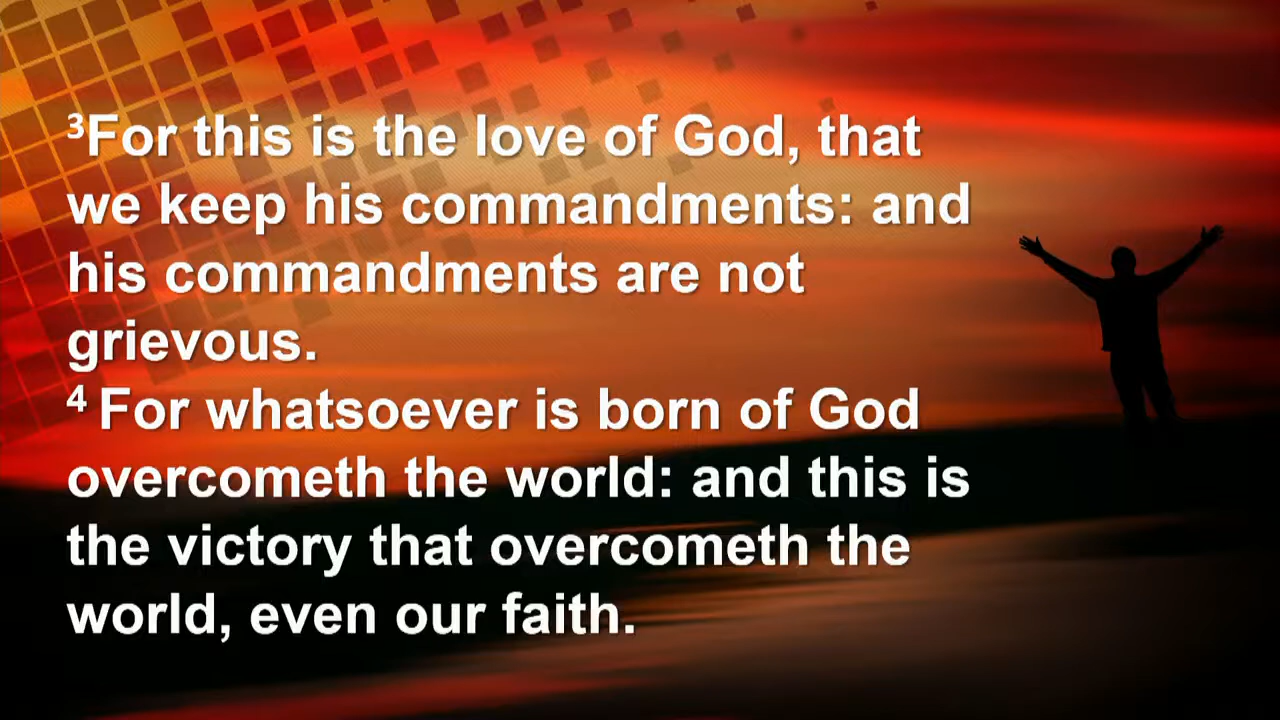 ³For this is the love of God, that
we keep his commandments: and
his commandments are not
grievous.
⁴ For whatsoever is born of God
overcometh the world: and this is
the victory that overcometh the
world, even our faith.